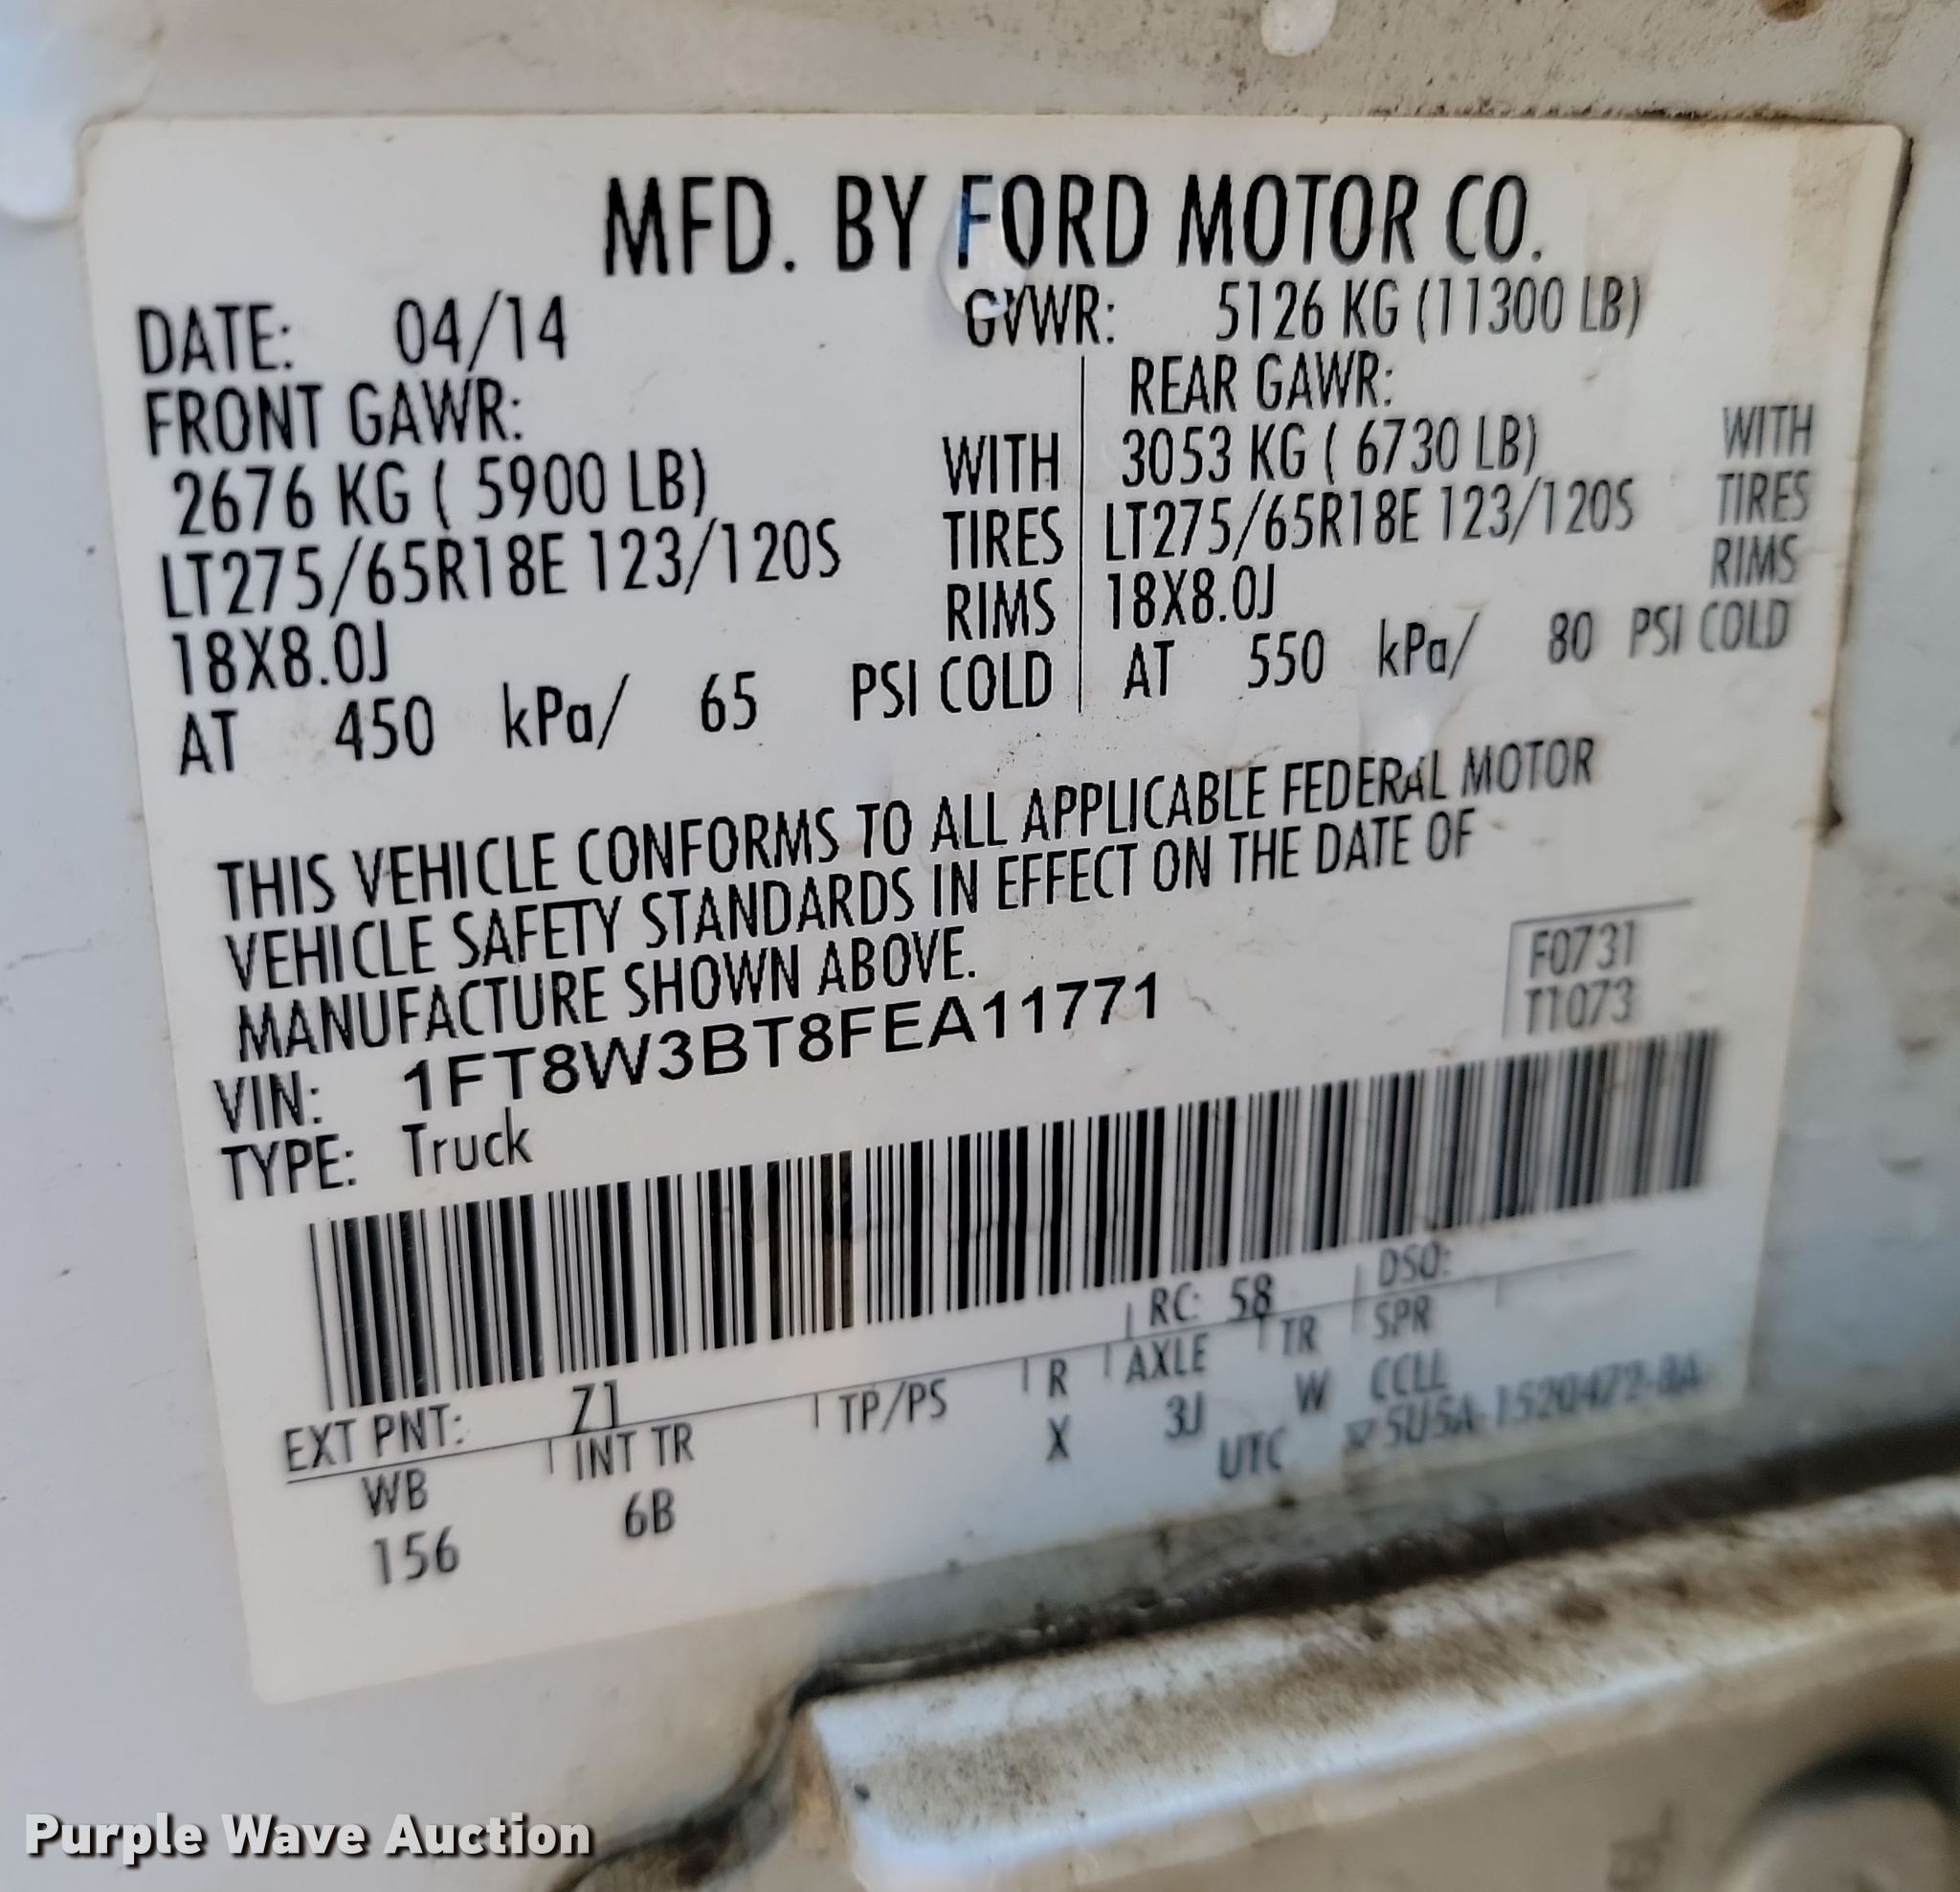 MFD. BY FORD MOTOR CO.
DATE: 04/14 GVWR: 5126 KG (11300 LB)
FRONT GAWR: REAR GAWR:
2676 KG ( 5900 LB) WITH 3053 KG ( 6730 LB) WITH
LT275/65R18E 123/120S TIRES LT275/65R18E 123/120S TIRES
18X8.0J RIMS 18X8.0J RIMS
AT 450 kPa/ 65 PSI COLD AT 550 kPa/ 80 PSI COLD
THIS VEHICLE CONFORMS TO ALL APPLICABLE FEDERAL MOTOR
VEHICLE SAFETY STANDARDS IN EFFECT ON THE DATE OF
MANUFACTURE SHOWN ABOVE.
F0731
T1073
VIN: 1FT8W3BT8FEA11771
TYPE: Truck
EXT PNT: Z1 RC: 58 DSO:
WB INT TR TP/PS R AXLE TR SPR
156 6B X 3J W CCLL
UTC 5U5A-1520472-BA
Purple Wave Auction